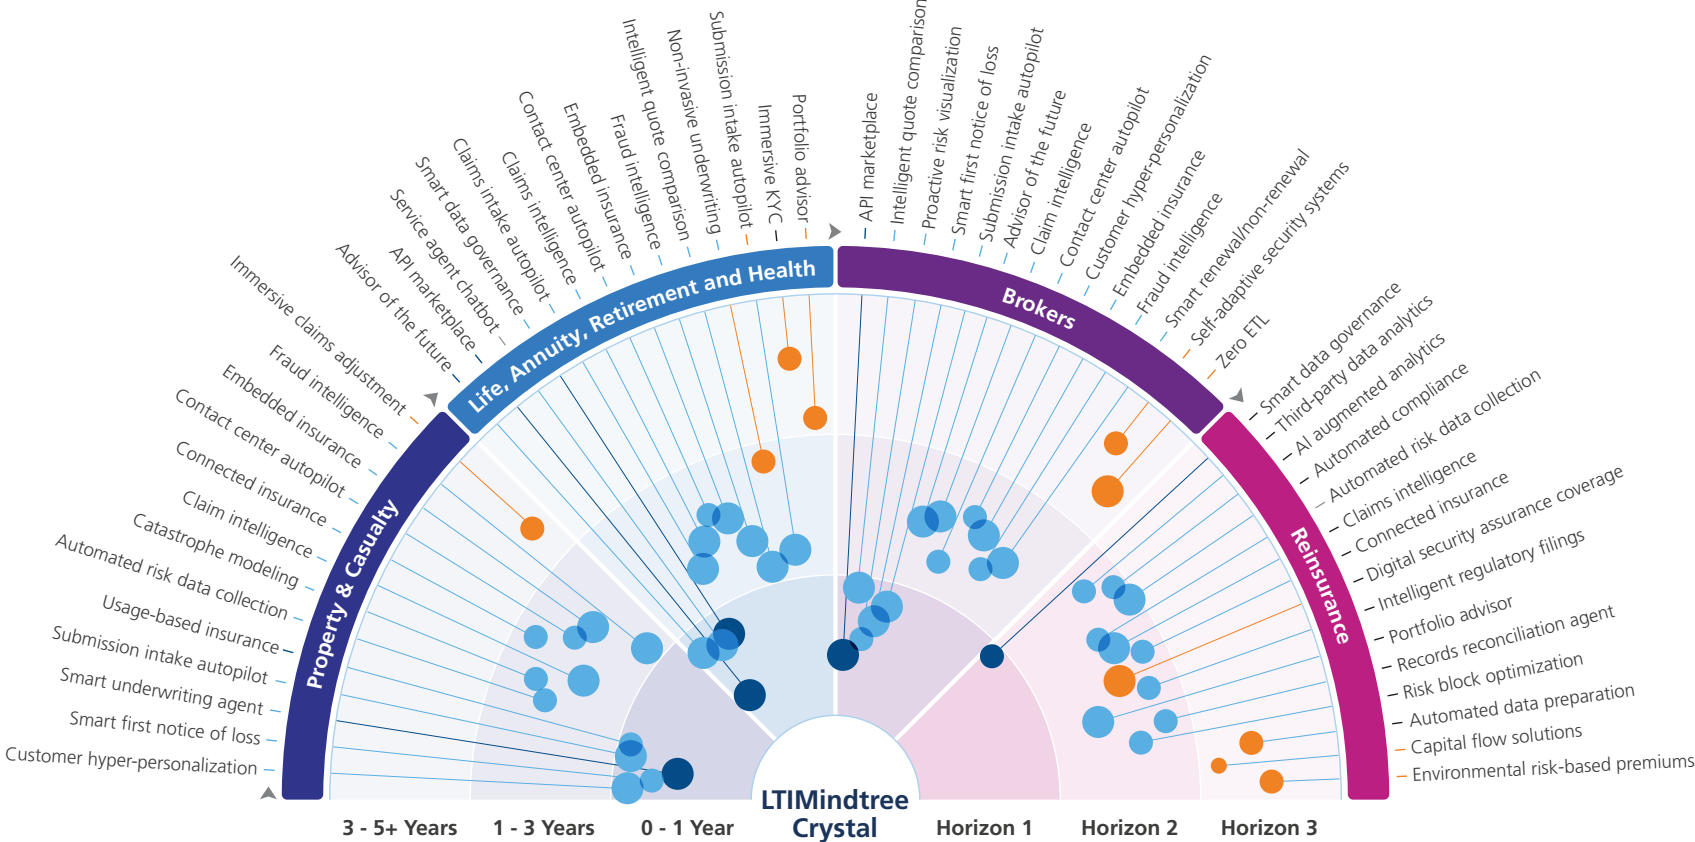 Customer hyper-personalization
Smart first notice of loss
Smart underwriting agent
Submission intake autopilot
Usage-based insurance
Automated risk data collection
Catastrophe modeling
Claim intelligence
Connected insurance
Contact center autopilot
Embedded insurance
Fraud intelligence
Immersive claims adjustment
Advisor of the future
API marketplace
Service agent chatbot
Smart data governance
Claims intake autopilot
Claims intelligence
Contact center autopilot
Embedded insurance
Fraud intelligence
Intelligent quote comparison
Non-invasive underwriting
Submission intake autopilot
Immersive KYC
Portfolio advisor
API marketplace
Intelligent quote comparison
Proactive risk visualization
Smart first notice of loss
Submission intake autopilot
Advisor of the future
Claim intelligence
Contact center autopilot
Customer hyper-personalization
Embedded insurance
Fraud intelligence
Smart renewal/non-renewal
Self-adaptive security systems
Zero ETL
Smart data governance
Third-party data analytics
AI augmented analytics
Automated compliance
Automated risk data collection
Claims intelligence
Connected insurance
Digital security assurance coverage
Intelligent regulatory filings
Portfolio advisor
Records reconciliation agent
Risk block optimization
Automated data preparation
Capital flow solutions
Environmental risk-based premiums
Property & Casualty
Life, Annuity, Retirement and Health
Brokers
Reinsurance
LTIMindtree
Crystal
3 - 5+ Years
1 - 3 Years
0 - 1 Year
Horizon 1
Horizon 2
Horizon 3